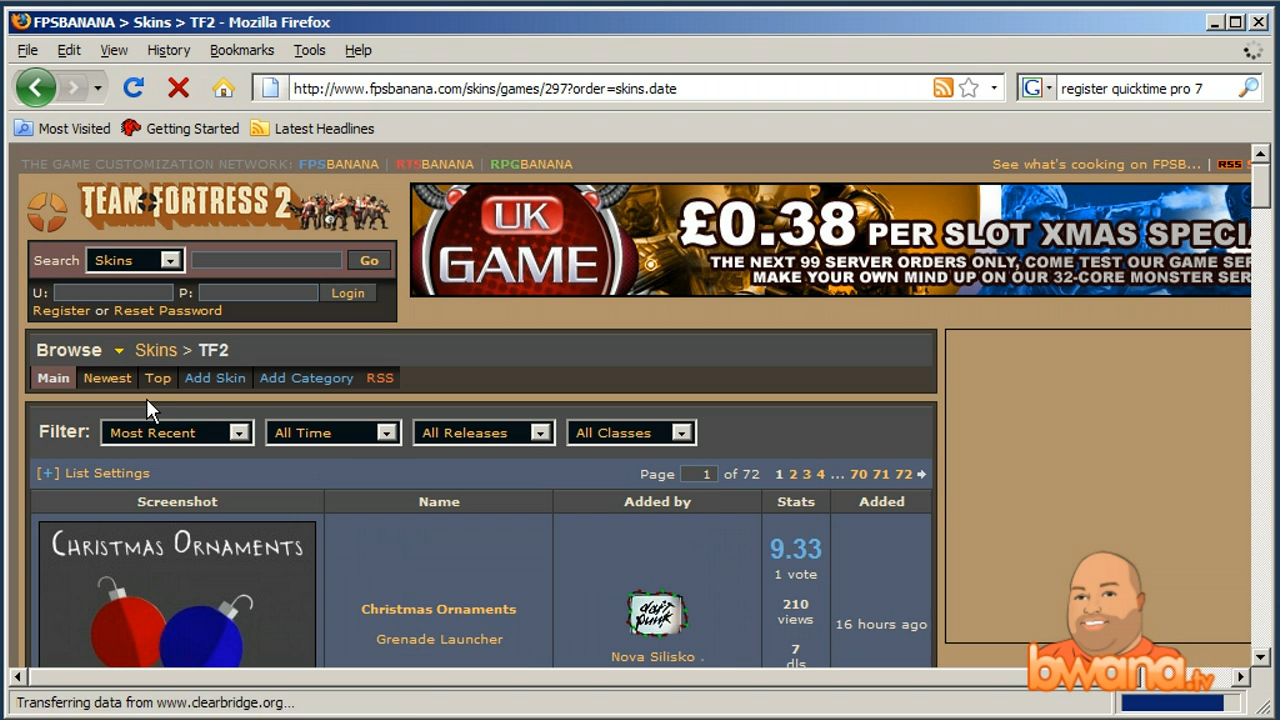 FPSBANANA > Skins > TF2 - Mozilla Firefox
File Edit View History Bookmarks Tools Help
http://www.fpsbanana.com/skins/games/297?order=skins.date
register quicktime pro 7
Most Visited Getting Started Latest Headlines
THE GAME CUSTOMIZATION NETWORK: FPSBANANA | RTSBANANA | RPGBANANA
See what's cooking on FPSB... | RSS
TEAM FORTRESS 2
UK GAME
£0.38 PER SLOT XMAS SPECIA
THE NEXT 99 SERVER ORDERS ONLY, COME TEST OUR GAME SER
MAKE YOUR OWN MIND UP ON OUR 32-CORE MONSTER SER
Search Skins Go
U: P: Login
Register or Reset Password
Browse Skins > TF2
Main Newest Top Add Skin Add Category RSS
Filter: Most Recent All Time All Releases All Classes
[+] List Settings
Page 1 of 72 1 2 3 4 ... 70 71 72
Screenshot Name Added by Stats Added
CHRISTMAS ORNAMENTS
9.33
1 vote
Christmas Ornaments
210
views
daft punk
16 hours ago
Grenade Launcher
7
dls
Nova Silisko .
bwana.tv
Transferring data from www.clearbridge.org...